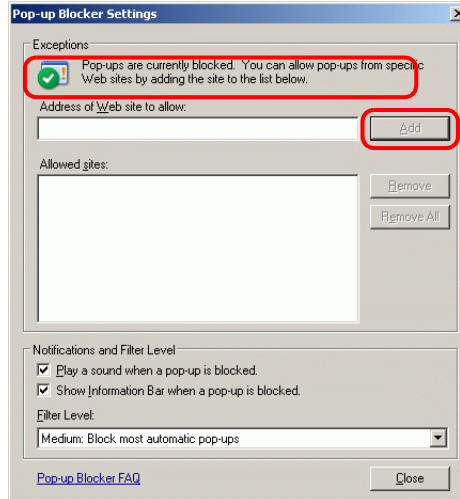 Pop-up Blocker Settings
Exceptions
Pop-ups are currently blocked. You can allow pop-ups from specific
Web sites by adding the site to the list below.
Address of Web site to allow:
Add
Allowed sites:
Remove
Remove All
Notifications and Filter Level
Play a sound when a pop-up is blocked.
Show Information Bar when a pop-up is blocked.
Filter Level:
Medium: Block most automatic pop-ups
Pop-up Blocker FAQ
Close